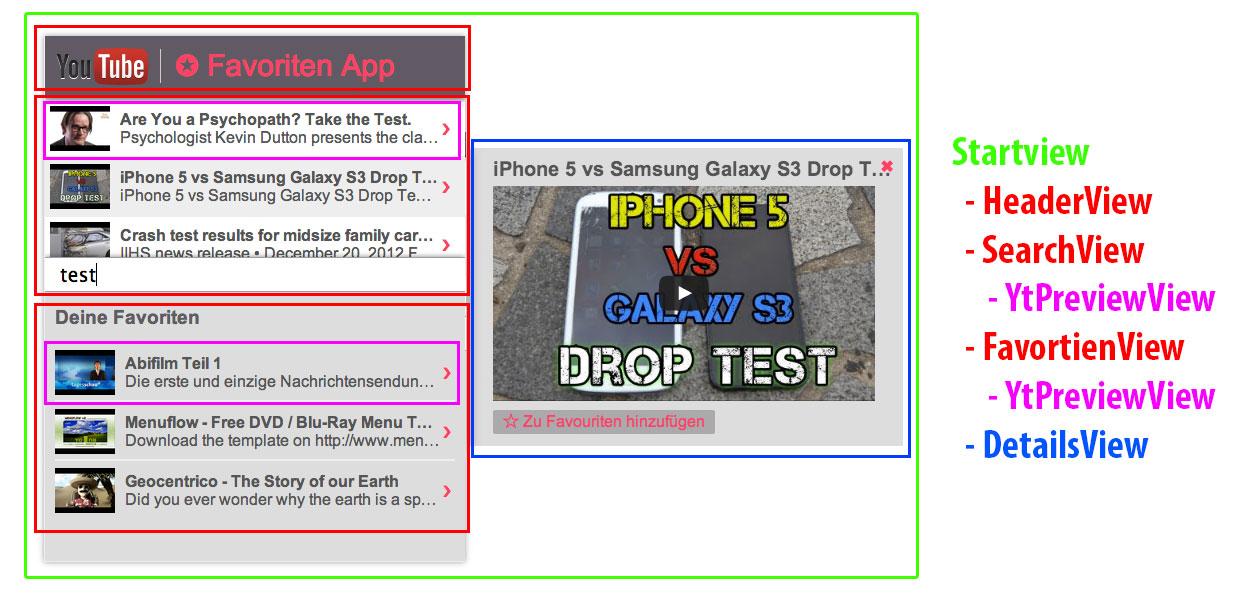 YouTube
Favoriten App
Are You a Psychopath? Take the Test.
Psychologist Kevin Dutton presents the cla…
iPhone 5 vs Samsung Galaxy S3 Drop T…
iPhone 5 vs Samsung Galaxy S3 Drop Te…
Crash test results for midsize family car…
IIHS news release • December 20, 2012 F…
test
Deine Favoriten
Abifilm Teil 1
Die erste und einzige Nachrichtensendun…
Menuflow - Free DVD / Blu-Ray Menu T…
Download the template on http://www.men…
Geocentrico - The Story of our Earth
Did you ever wonder why the earth is a sp…
iPhone 5 vs Samsung Galaxy S3 Drop T…
IPHONE 5
VS
GALAXY S3
DROP TEST
Zu Favouriten hinzufügen
Startview
- HeaderView
- SearchView
- YtPreviewView
- FavortienView
- YtPreviewView
- DetailsView